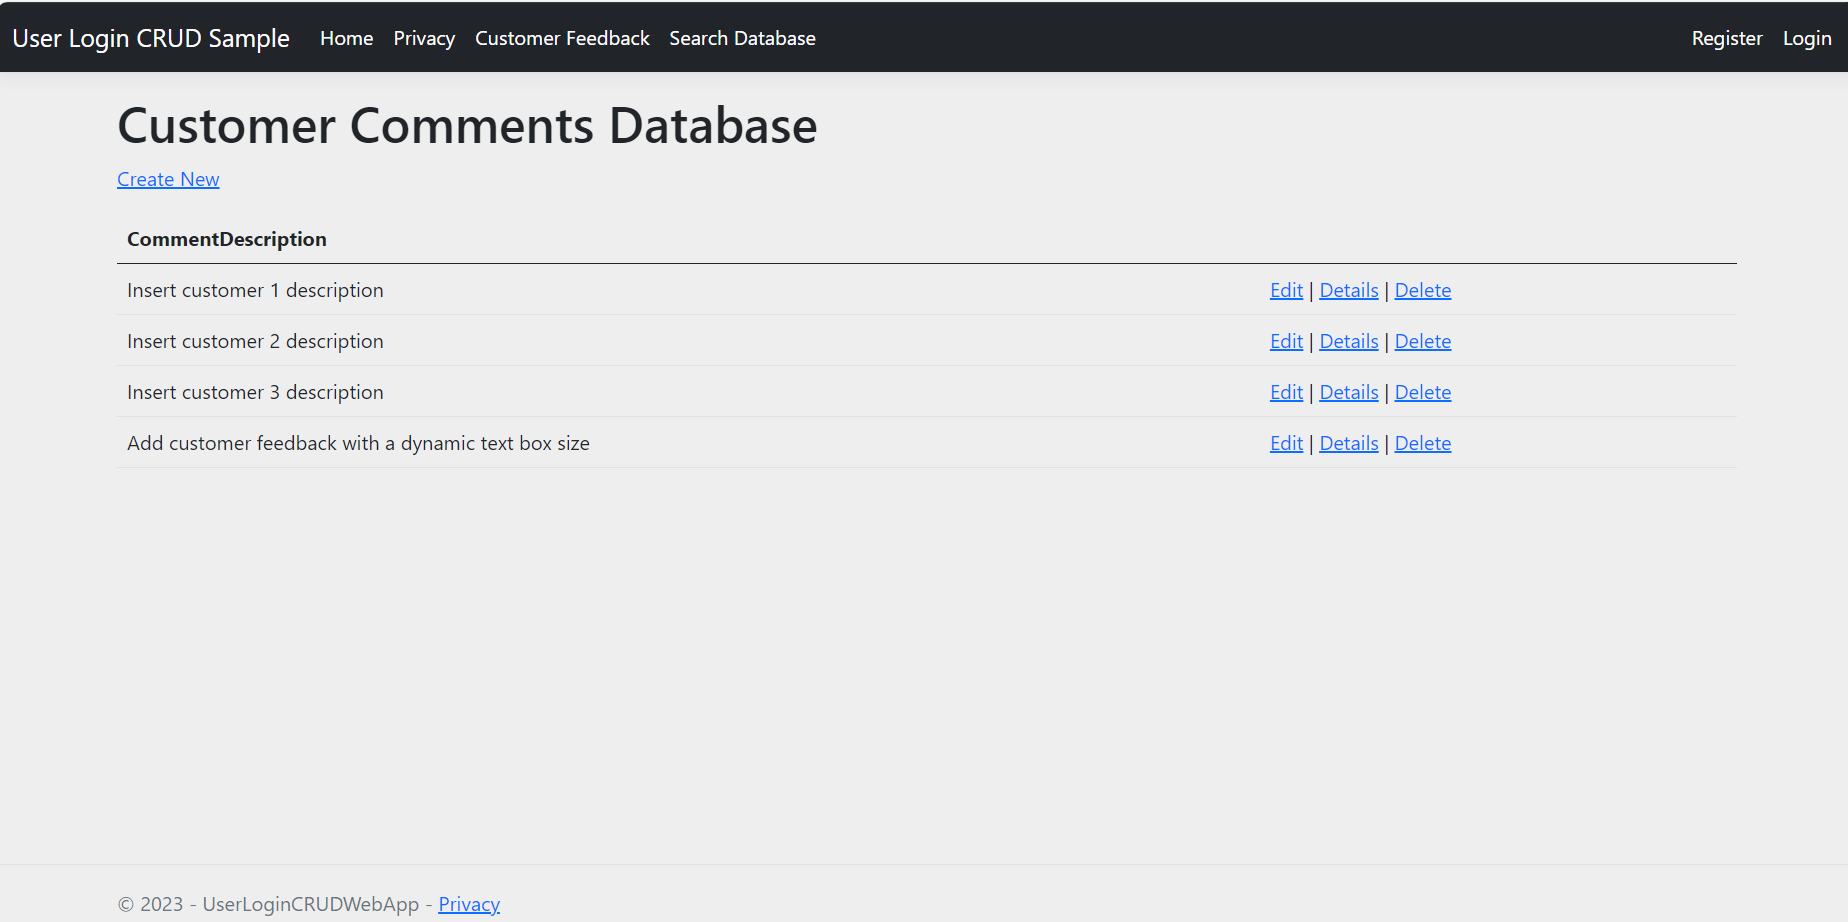 User Login CRUD Sample Home Privacy Customer Feedback Search Database Register Login
Customer Comments Database
Create New
CommentDescription
Insert customer 1 description Edit | Details | Delete
Insert customer 2 description Edit | Details | Delete
Insert customer 3 description Edit | Details | Delete
Add customer feedback with a dynamic text box size Edit | Details | Delete
© 2023 - UserLoginCRUDWebApp - Privacy